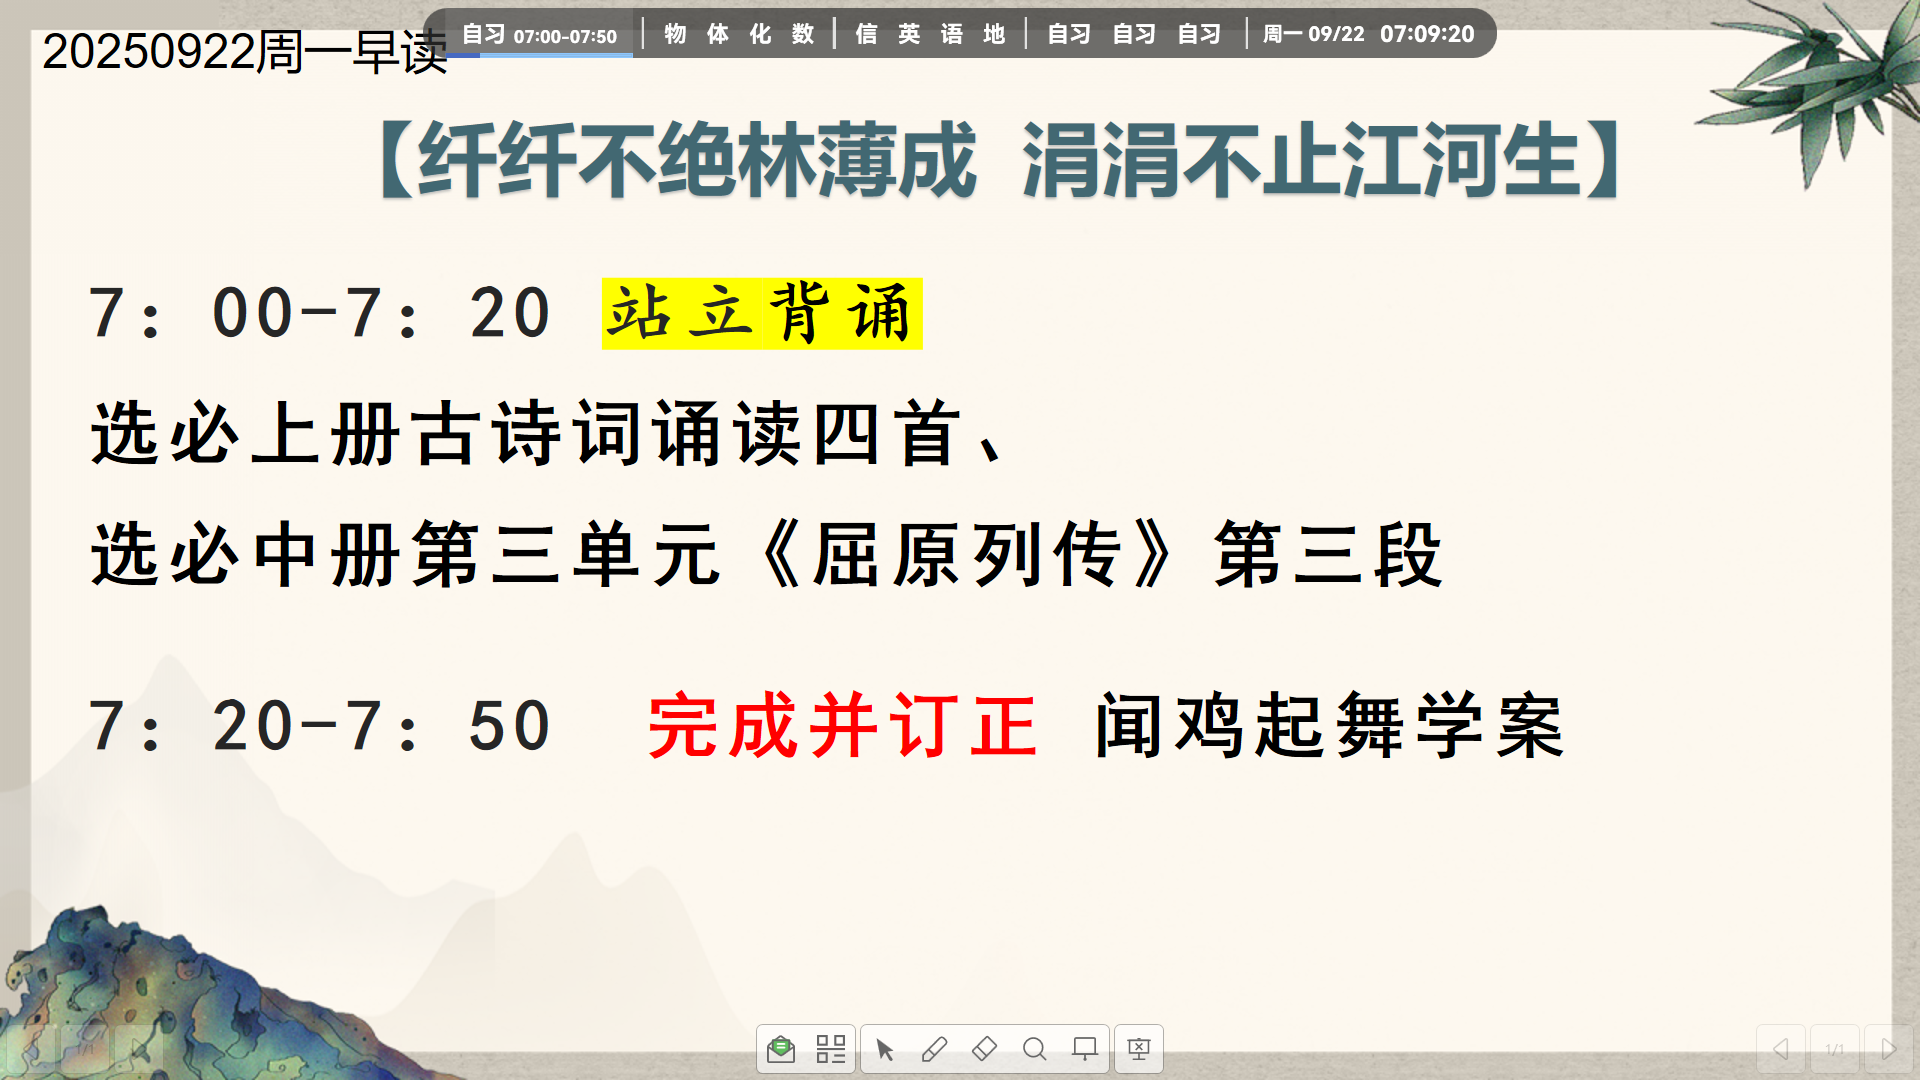 自习 07:00-07:50 物 体 化 数 信 英 语 地 自习 自习 自习 周一 09/22 07:09:20
20250922周一早读
【纤纤不绝林薄成 涓涓不止江河生】
7：00-7：20 站立背诵
选必上册古诗词诵读四首、
选必中册第三单元《屈原列传》第三段
7：20-7：50 完成并订正 闻鸡起舞学案
1/1